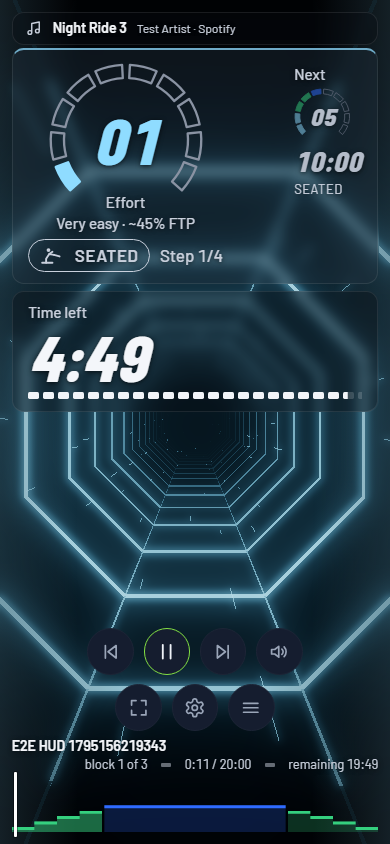 Night Ride 3 Test Artist · Spotify
Next
01
05
10:00
SEATED
Effort
Very easy · ~45% FTP
SEATED Step 1/4
Time left
4:49
E2E HUD 1795156219343
block 1 of 3 0:11 / 20:00 remaining 19:49